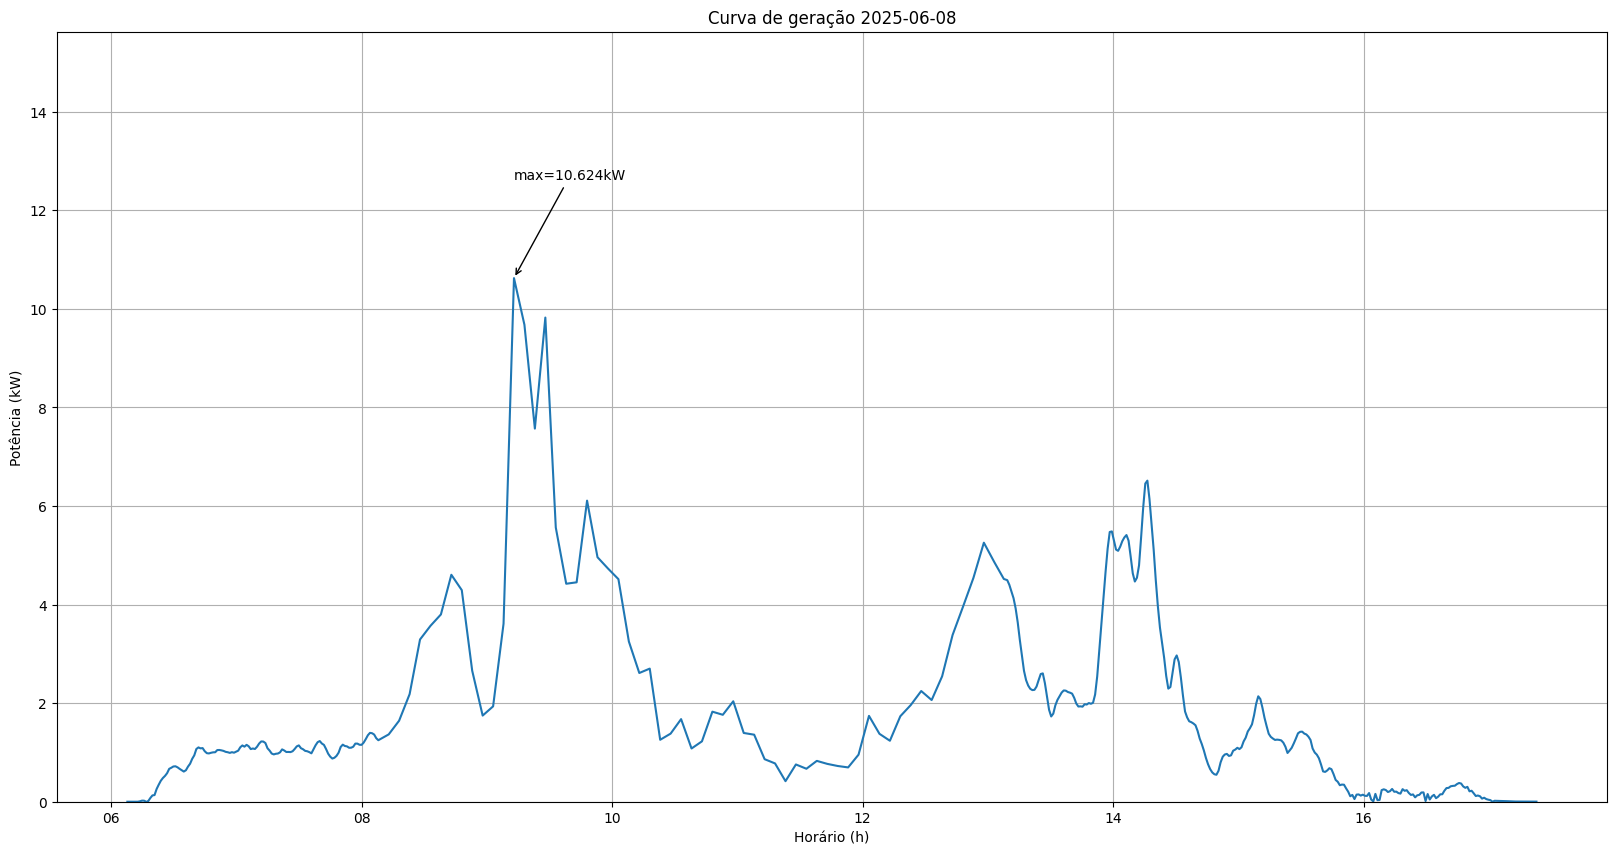 Curva de geração 2025-06-08
max=10.624kW
Potência (kW)
14
12
10
8
6
4
2
0
06 08 10 12 14 16
Horário (h)